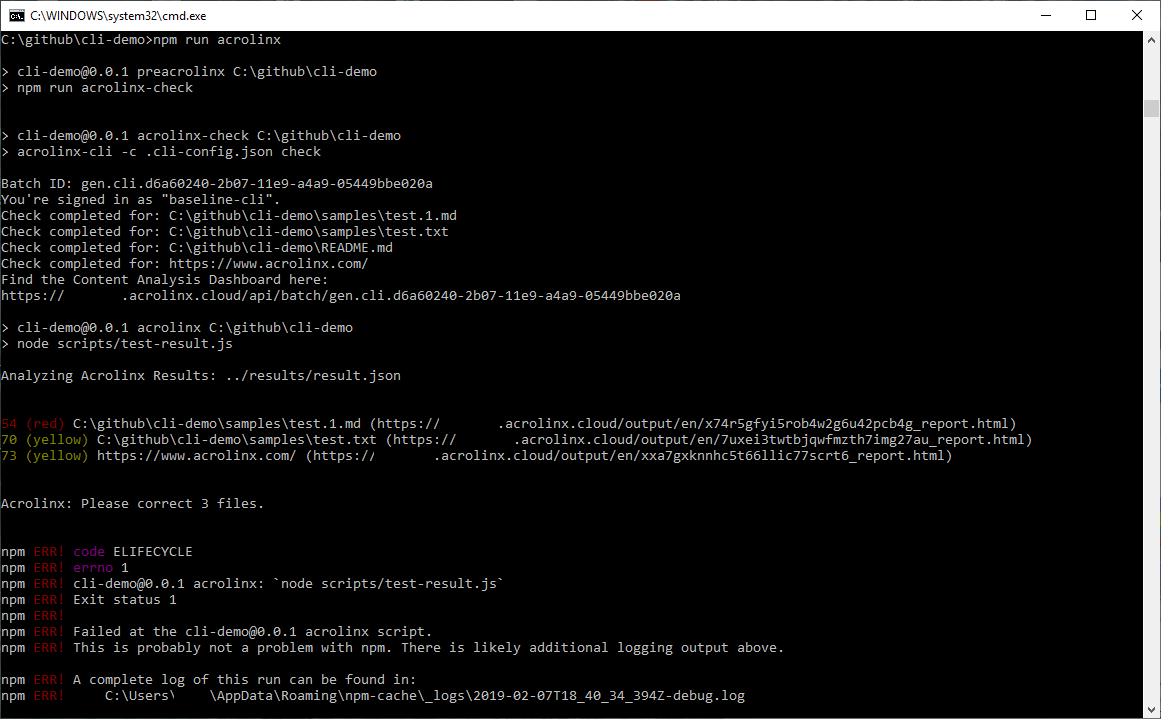 C:\WINDOWS\system32\cmd.exe
C:\github\cli-demo>npm run acrolinx
> cli-demo@0.0.1 preacrolinx C:\github\cli-demo
> npm run acrolinx-check
> cli-demo@0.0.1 acrolinx-check C:\github\cli-demo
> acrolinx-cli -c .cli-config.json check
Batch ID: gen.cli.d6a60240-2b07-11e9-a4a9-05449bbe020a
You're signed in as "baseline-cli".
Check completed for: C:\github\cli-demo\samples\test.1.md
Check completed for: C:\github\cli-demo\samples\test.txt
Check completed for: C:\github\cli-demo\README.md
Check completed for: https://www.acrolinx.com/
Find the Content Analysis Dashboard here:
https://       .acrolinx.cloud/api/batch/gen.cli.d6a60240-2b07-11e9-a4a9-05449bbe020a
> cli-demo@0.0.1 acrolinx C:\github\cli-demo
> node scripts/test-result.js
Analyzing Acrolinx Results: ../results/result.json
54 (red) C:\github\cli-demo\samples\test.1.md (https://       .acrolinx.cloud/output/en/x74r5gfyi5rob4w2g6u42pcb4g_report.html)
70 (yellow) C:\github\cli-demo\samples\test.txt (https://       .acrolinx.cloud/output/en/7uxei3twtbjqwfmzth7img27au_report.html)
73 (yellow) https://www.acrolinx.com/ (https://       .acrolinx.cloud/output/en/xxa7gxknnhc5t66llic77scrt6_report.html)
Acrolinx: Please correct 3 files.
npm ERR! code ELIFECYCLE
npm ERR! errno 1
npm ERR! cli-demo@0.0.1 acrolinx: `node scripts/test-result.js`
npm ERR! Exit status 1
npm ERR!
npm ERR! Failed at the cli-demo@0.0.1 acrolinx script.
npm ERR! This is probably not a problem with npm. There is likely additional logging output above.
npm ERR! A complete log of this run can be found in:
npm ERR!     C:\Users\    \AppData\Roaming\npm-cache\_logs\2019-02-07T18_40_34_394Z-debug.log